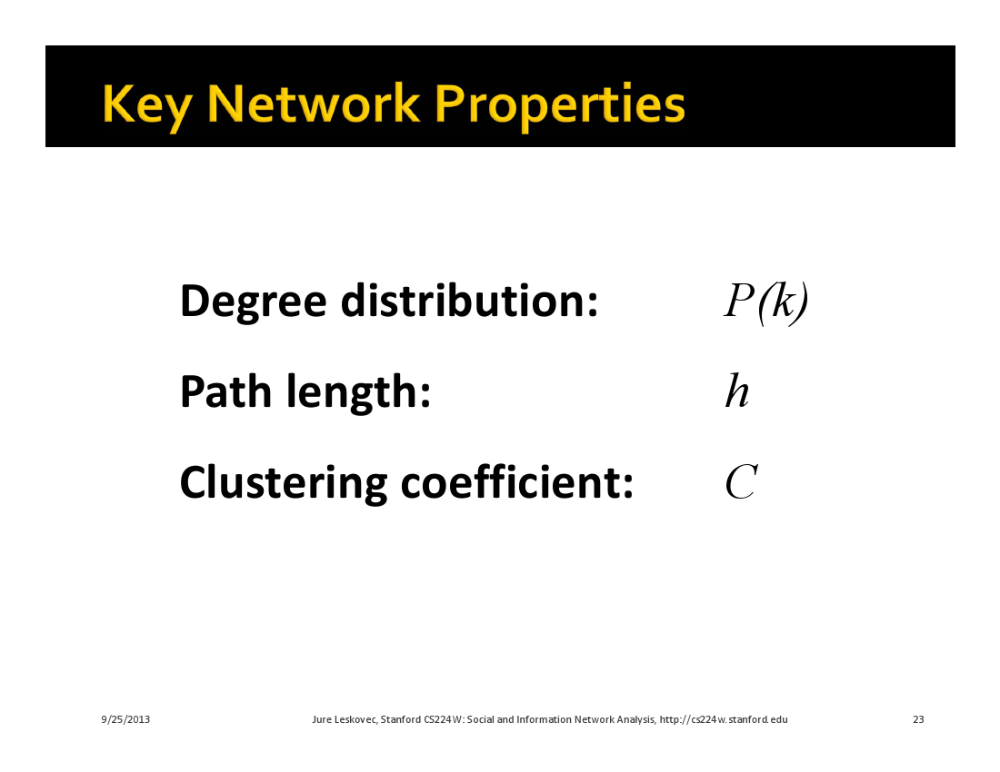 Key Network Properties
Degree distribution: P(k)
Path length: h
Clustering coefficient: C
9/25/2013 Jure Leskovec, Stanford CS224W: Social and Information Network Analysis, http://cs224w.stanford.edu 23